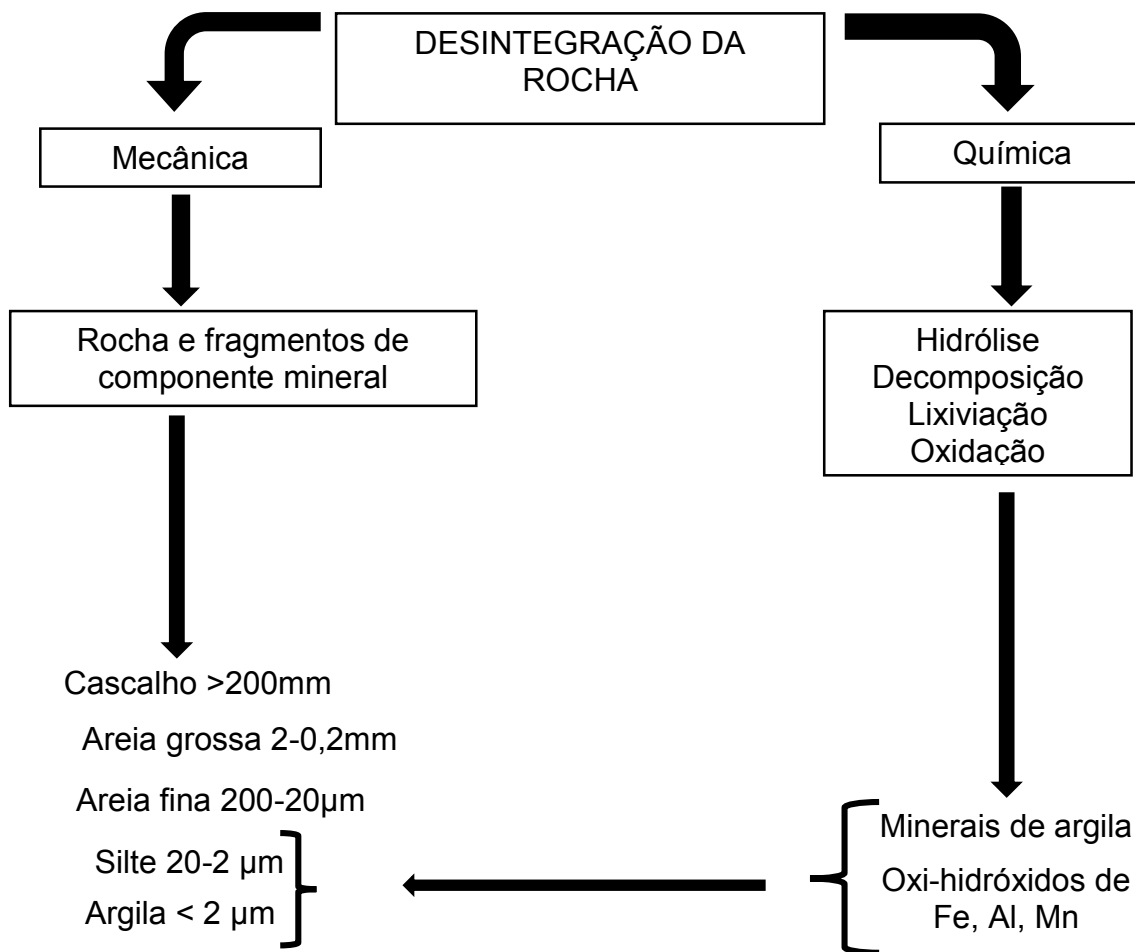 DESINTEGRAÇÃO DA
ROCHA
Mecânica
Química
Rocha e fragmentos de
componente mineral
Hidrólise
Decomposição
Lixiviação
Oxidação
Cascalho >200mm
Areia grossa 2-0,2mm
Areia fina 200-20µm
Silte 20-2 µm
Argila < 2 µm
Minerais de argila
Oxi-hidróxidos de
Fe, Al, Mn